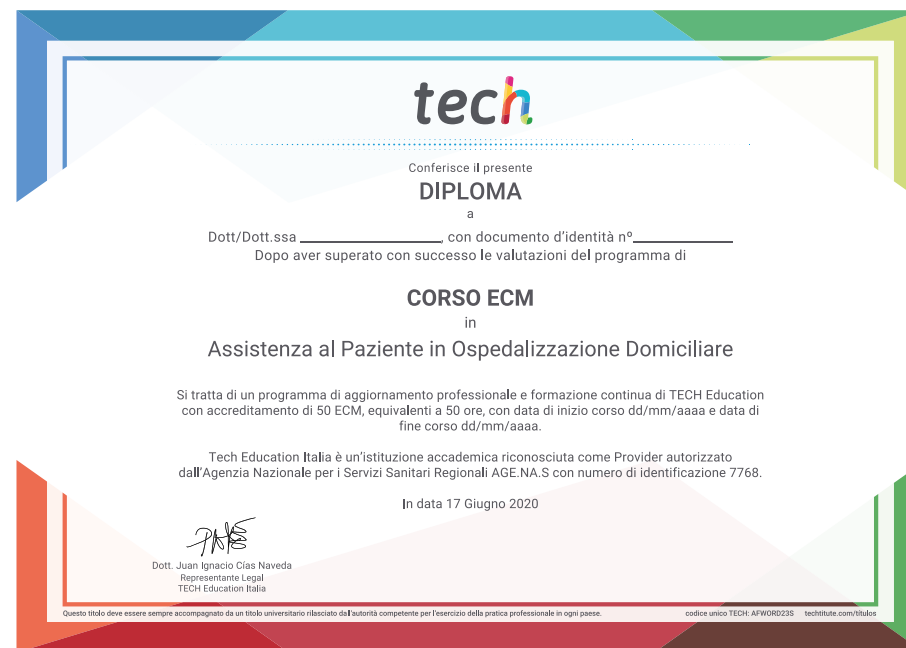 tech
Conferisce il presente
DIPLOMA
a
Dott/Dott.ssa ________________, con documento d'identità nº____________
Dopo aver superato con successo le valutazioni del programma di
CORSO ECM
in
Assistenza al Paziente in Ospedalizzazione Domiciliare
Si tratta di un programma di aggiornamento professionale e formazione continua di TECH Education
con accreditamento di 50 ECM, equivalenti a 50 ore, con data di inizio corso dd/mm/aaaa e data di
fine corso dd/mm/aaaa.
Tech Education Italia è un'istituzione accademica riconosciuta come Provider autorizzato
dall'Agenzia Nazionale per i Servizi Sanitari Regionali AGE.NA.S con numero di identificazione 7768.
In data 17 Giugno 2020
Dott. Juan Ignacio Cías Naveda
Representante Legal
TECH Education Italia
Questo titolo deve essere sempre accompagnato da un titolo universitario rilasciato dall'autorità competente per l'esercizio della pratica professionale in ogni paese. codice unico TECH: AFWORD23S techtitute.com/títulos